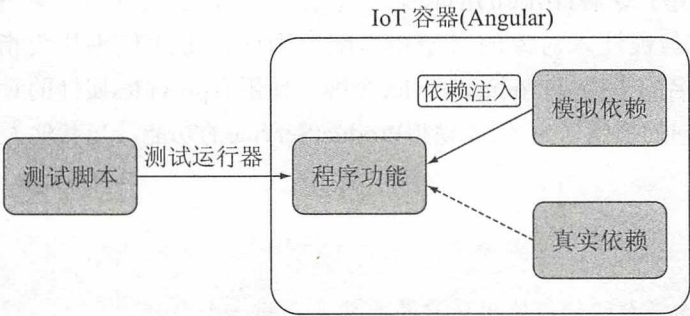 IoT 容器(Angular)
依赖注入
模拟依赖
测试运行器
测试脚本
程序功能
真实依赖